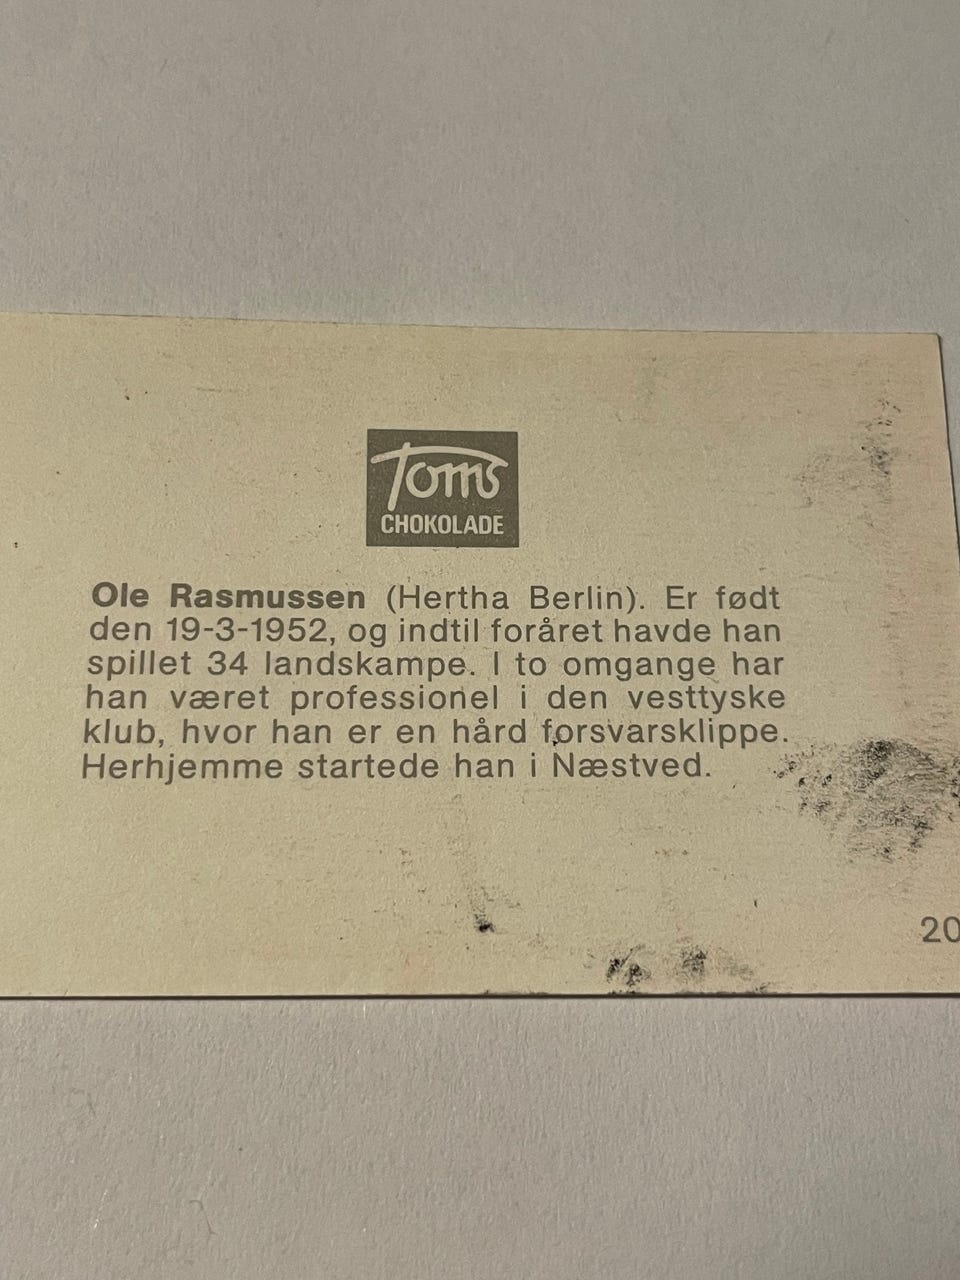 Toms
CHOKOLADE
Ole Rasmussen (Hertha Berlin). Er født
den 19-3-1952, og indtil foråret havde han
spillet 34 landskampe. I to omgange har
han været professionel i den vesttyske
klub, hvor han er en hård forsvarsklippe.
Herhjemme startede han i Næstved.
20